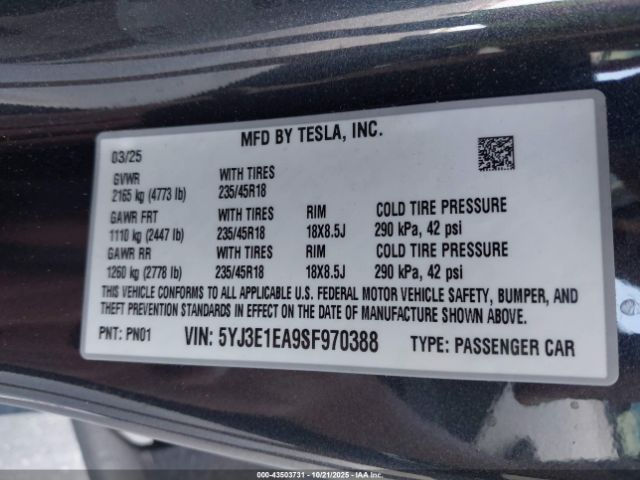 MFD BY TESLA, INC.
03/25
GVWR WITH TIRES
2165 kg (4773 lb) 235/45R18
GAWR FRT WITH TIRES RIM COLD TIRE PRESSURE
1110 kg (2447 lb) 235/45R18 18X8.5J 290 kPa, 42 psi
GAWR RR WITH TIRES RIM COLD TIRE PRESSURE
1260 kg (2778 lb) 235/45R18 18X8.5J 290 kPa, 42 psi
THIS VEHICLE CONFORMS TO ALL APPLICABLE U.S. FEDERAL MOTOR VEHICLE SAFETY, BUMPER, AND
THEFT PREVENTION STANDARDS IN EFFECT ON THE DATE OF MANUFACTURE SHOWN ABOVE.
PNT: PN01 VIN: 5YJ3E1EA9SF970388 TYPE: PASSENGER CAR
000-43503731 - 10/21/2025 - IAA Inc.